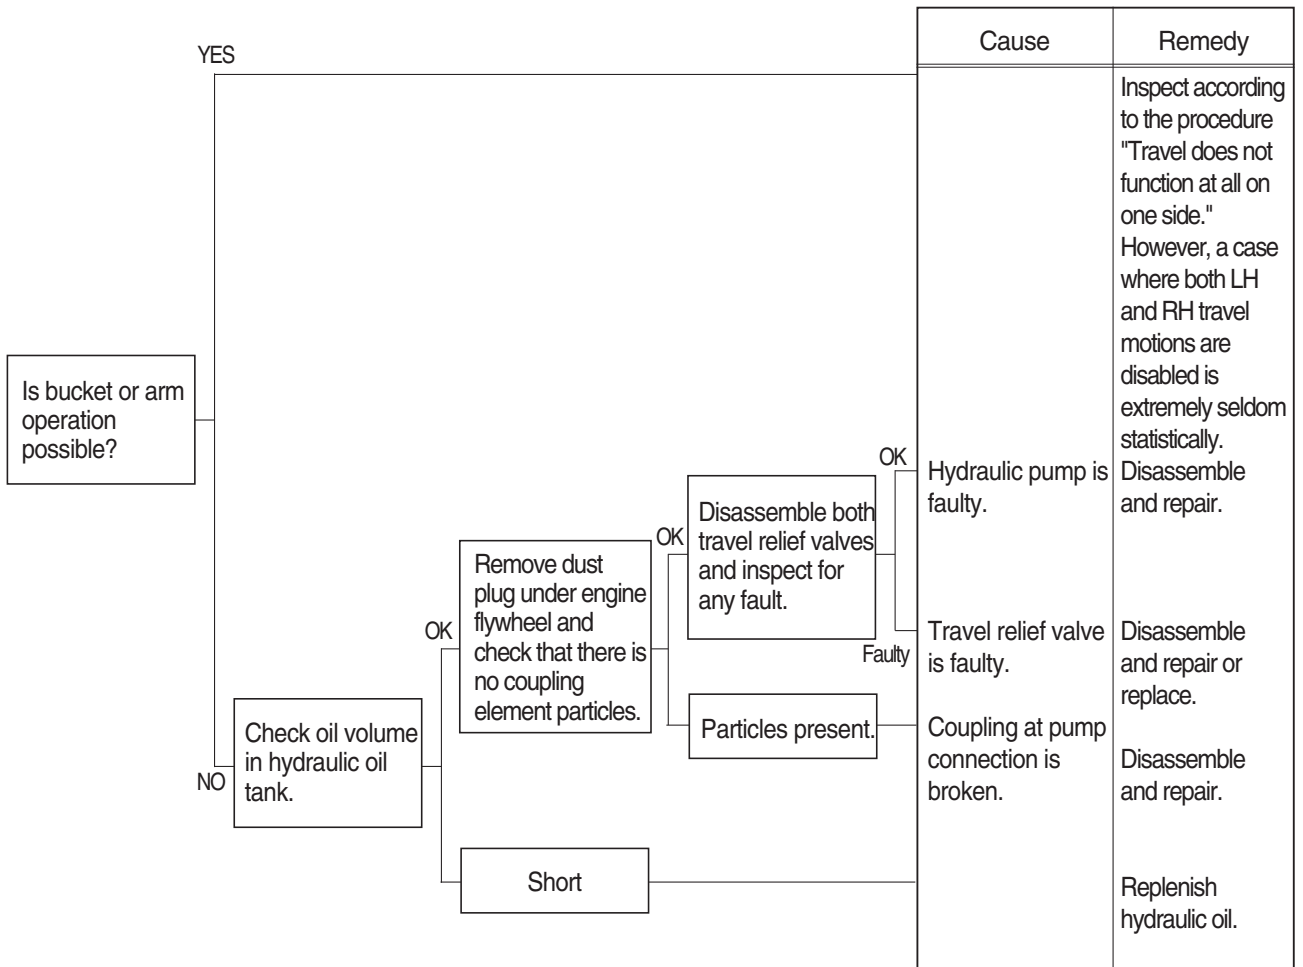 Cause
Remedy
YES
Inspect according
to the procedure
"Travel does not
function at all on
one side."
However, a case
where both LH
and RH travel
motions are
disabled is
extremely seldom
statistically.
Is bucket or arm
operation
possible?
NO
Check oil volume
in hydraulic oil
tank.
OK
Remove dust
plug under engine
flywheel and
check that there is
no coupling
element particles.
OK
Disassemble both
travel relief valves
and inspect for
any fault.
OK
Hydraulic pump is
faulty.
Disassemble
and repair.
Faulty
Travel relief valve
is faulty.
Disassemble
and repair or
replace.
Particles present.
Coupling at pump
connection is
broken.
Disassemble
and repair.
Short
Replenish
hydraulic oil.